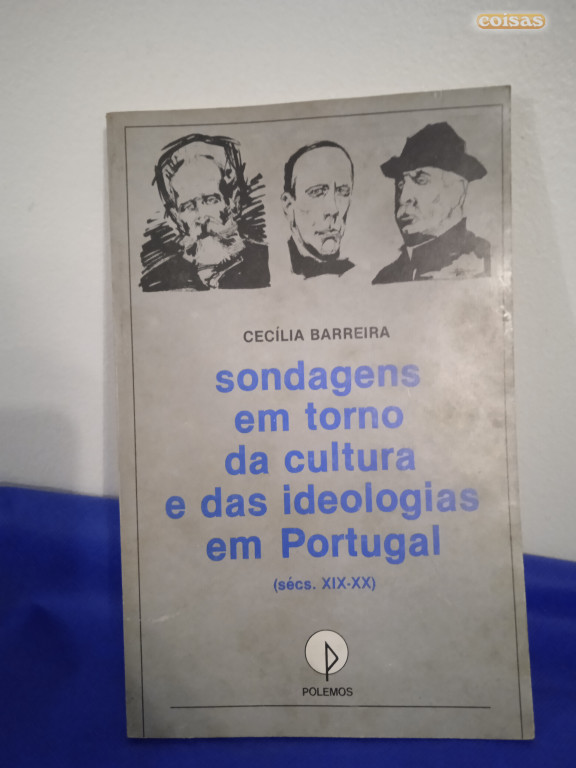 coisas
CECÍLIA BARREIRA
sondagens
em torno
da cultura
e das ideologias
em Portugal
(sécs. XIX-XX)
POLEMOS